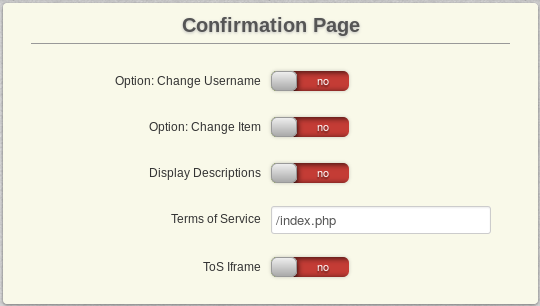 Confirmation Page
Option: Change Username no
Option: Change Item no
Display Descriptions no
Terms of Service /index.php
ToS Iframe no